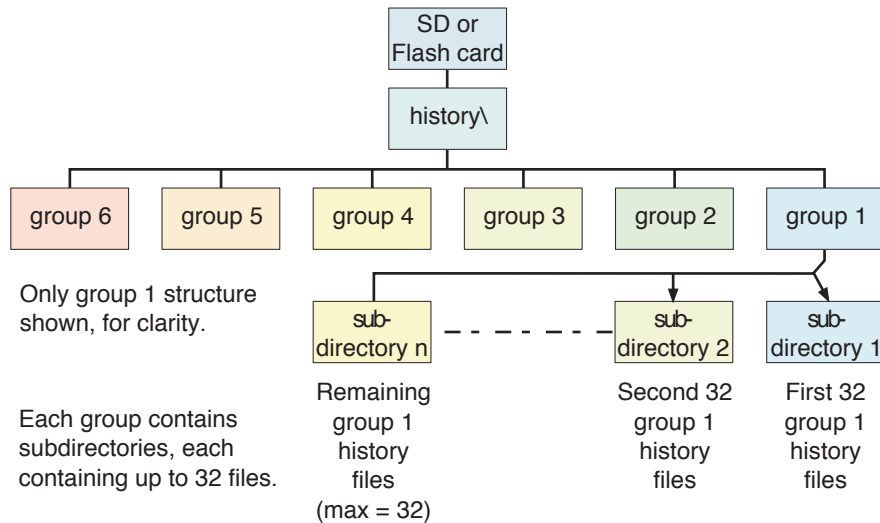 SD or
Flash card
history\
group 6
group 5
group 4
group 3
group 2
group 1
Only group 1 structure
shown, for clarity.
sub-
directory n
sub-
directory 2
sub-
directory 1
Each group contains
subdirectories, each
containing up to 32 files.
Remaining
group 1
history
files
(max = 32)
Second 32
group 1
history
files
First 32
group 1
history
files